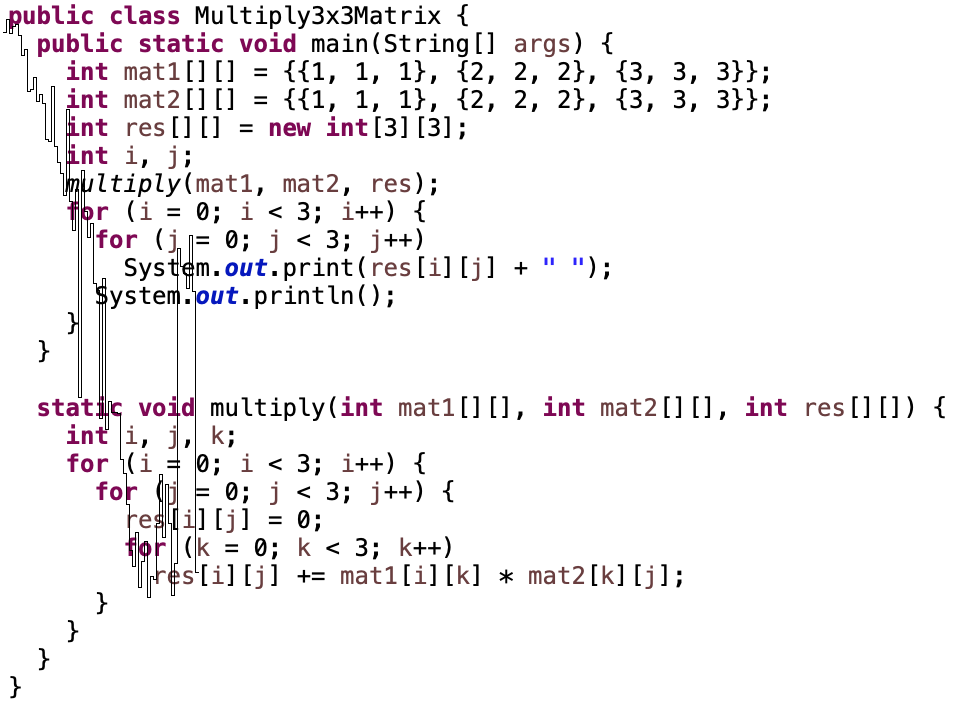 public class Multiply3x3Matrix {
  public static void main(String[] args) {
    int mat1[][] = {{1, 1, 1}, {2, 2, 2}, {3, 3, 3}};
    int mat2[][] = {{1, 1, 1}, {2, 2, 2}, {3, 3, 3}};
    int res[][] = new int[3][3];
    int i, j;
    multiply(mat1, mat2, res);
    for (i = 0; i < 3; i++) {
      for (j = 0; j < 3; j++)
        System.out.print(res[i][j] + " ");
      System.out.println();
    }
  }

  static void multiply(int mat1[][], int mat2[][], int res[][]) {
    int i, j, k;
    for (i = 0; i < 3; i++) {
      for (j = 0; j < 3; j++) {
        res[i][j] = 0;
        for (k = 0; k < 3; k++)
          res[i][j] += mat1[i][k] * mat2[k][j];
      }
    }
  }
}